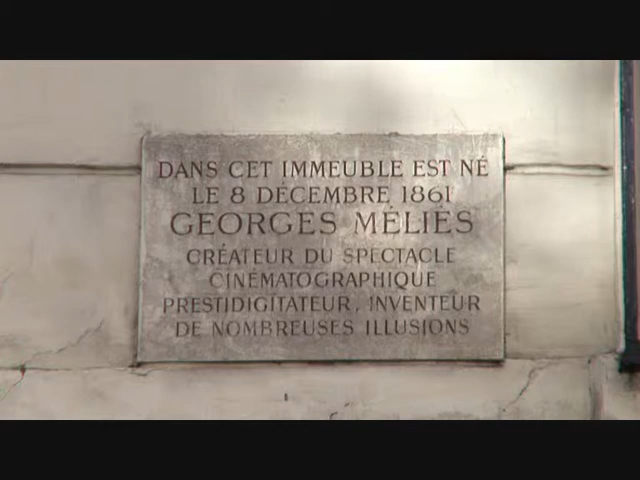 DANS CET IMMEUBLE EST NÉ
LE 8 DÉCEMBRE 1861
GEORGES MÉLIÉS
CRÉATEUR DU SPECTACLE
CINÉMATOGRAPHIQUE
PRESTIDIGITATEUR, INVENTEUR
DE NOMBREUSES ILLUSIONS